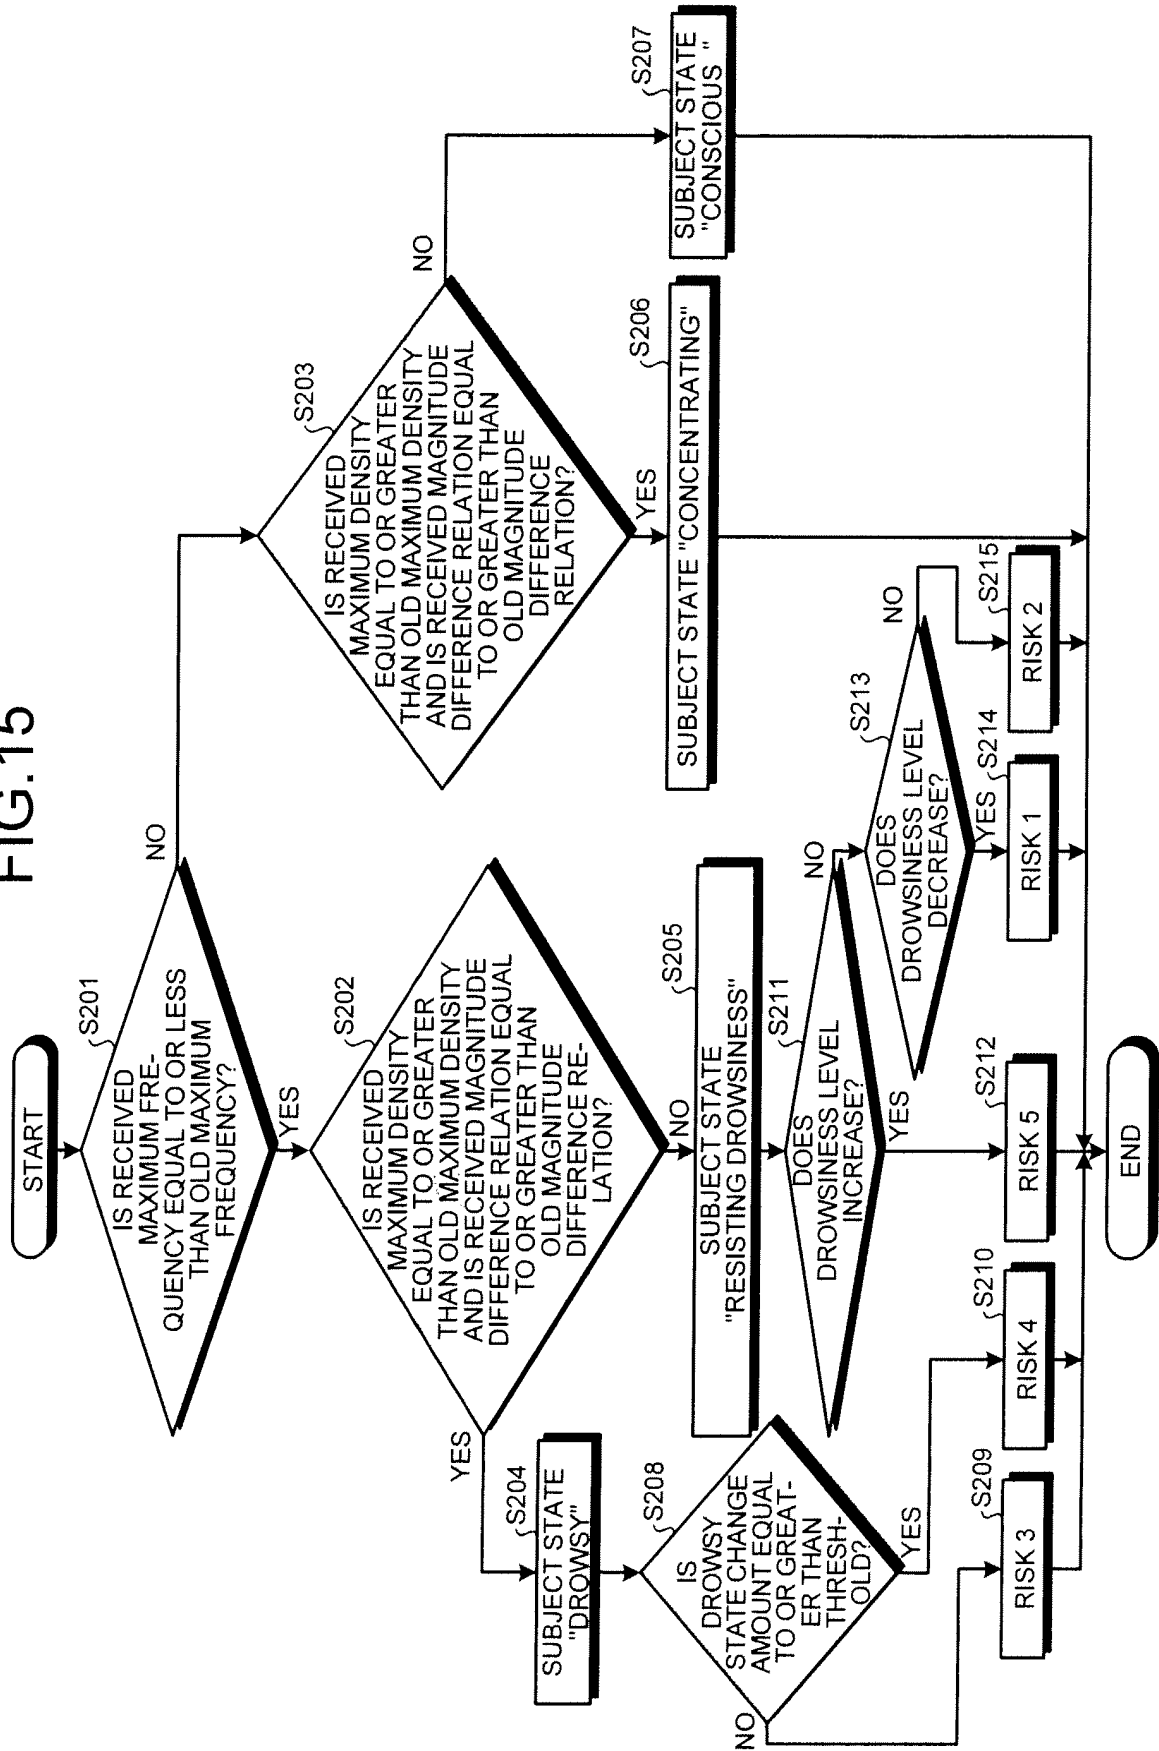 FIG.15
START
S201
IS RECEIVED
MAXIMUM FRE-
QUENCY EQUAL TO OR LESS
THAN OLD MAXIMUM
FREQUENCY?
NO
YES
S202
IS RECEIVED
MAXIMUM DENSITY
EQUAL TO OR GREATER
THAN OLD MAXIMUM DENSITY
AND IS RECEIVED MAGNITUDE
DIFFERENCE RELATION EQUAL
TO OR GREATER THAN
OLD MAGNITUDE
DIFFERENCE RE-
LATION?
YES
NO
S203
IS RECEIVED
MAXIMUM DENSITY
EQUAL TO OR GREATER
THAN OLD MAXIMUM DENSITY
AND IS RECEIVED MAGNITUDE
DIFFERENCE RELATION EQUAL
TO OR GREATER THAN
OLD MAGNITUDE
DIFFERENCE
RELATION?
NO
YES
S204
SUBJECT STATE
"DROWSY"
S205
SUBJECT STATE
"RESISTING DROWSINESS"
S206
SUBJECT STATE "CONCENTRATING"
S207
SUBJECT STATE
"CONSCIOUS "
S208
IS
DROWSY
STATE CHANGE
AMOUNT EQUAL
TO OR GREAT-
ER THAN
THRESH-
OLD?
NO
YES
S211
DOES
DROWSINESS LEVEL
INCREASE?
NO
YES
S213
DOES
DROWSINESS LEVEL
DECREASE?
NO
YES
S209
RISK 3
S210
RISK 4
S212
RISK 5
S214
RISK 1
S215
RISK 2
END